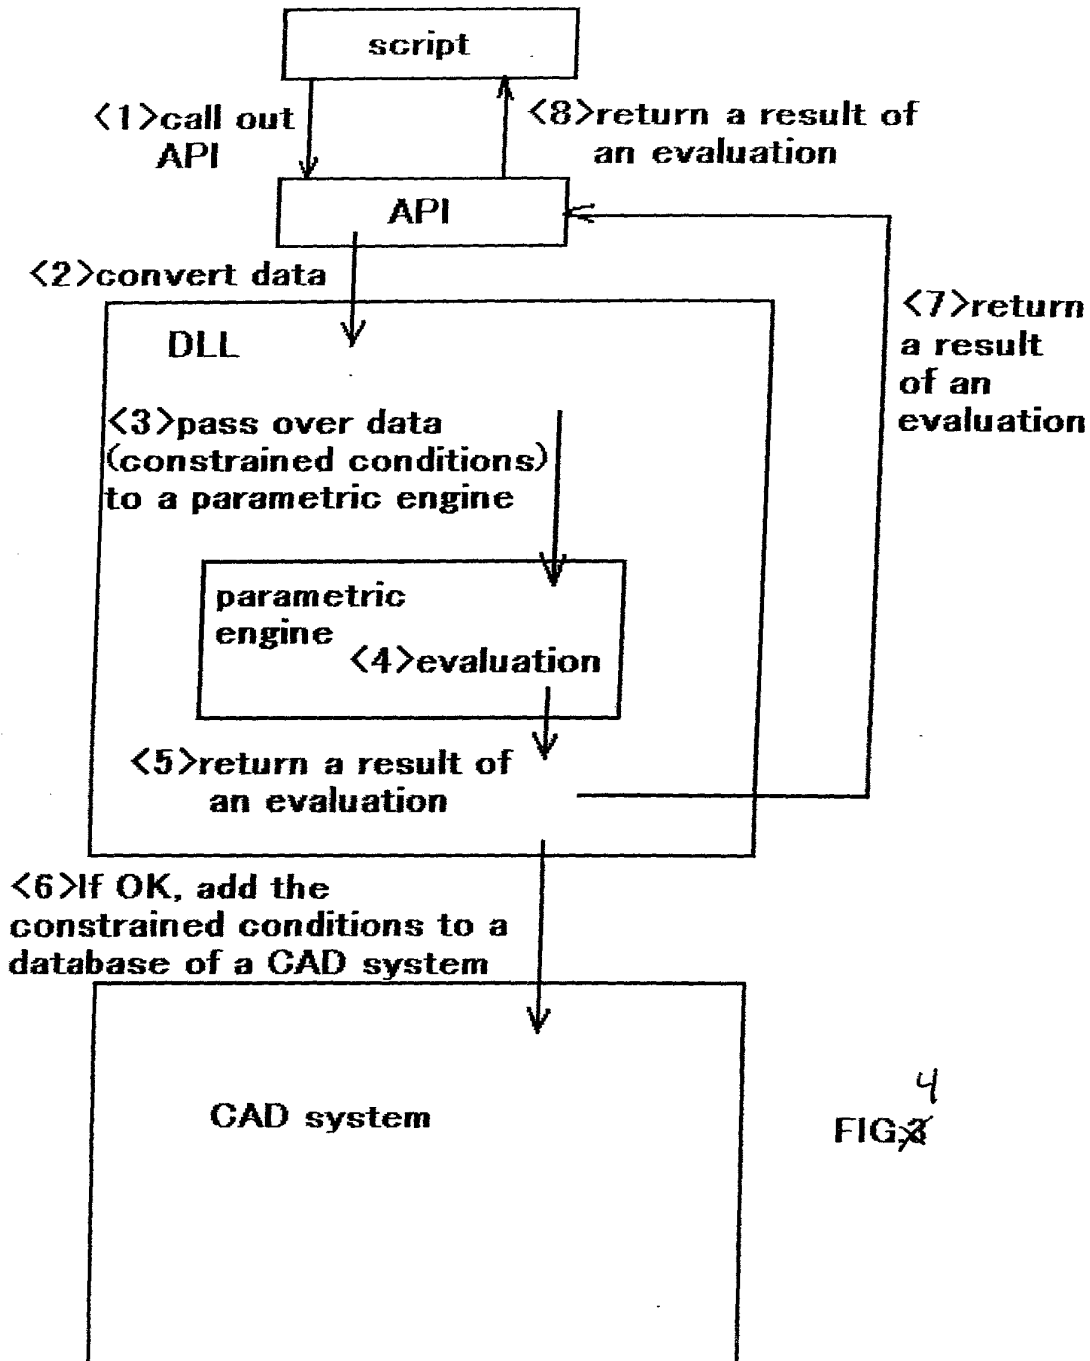 script
<1>call out
API
<8>return a result of
an evaluation
API
<2>convert data
<7>return
a result
of an
evaluation
DLL
<3>pass over data
(constrained conditions)
to a parametric engine
parametric
engine
<4>evaluation
<5>return a result of
an evaluation
<6>If OK, add the
constrained conditions to a
database of a CAD system
CAD system
4
FIG.3